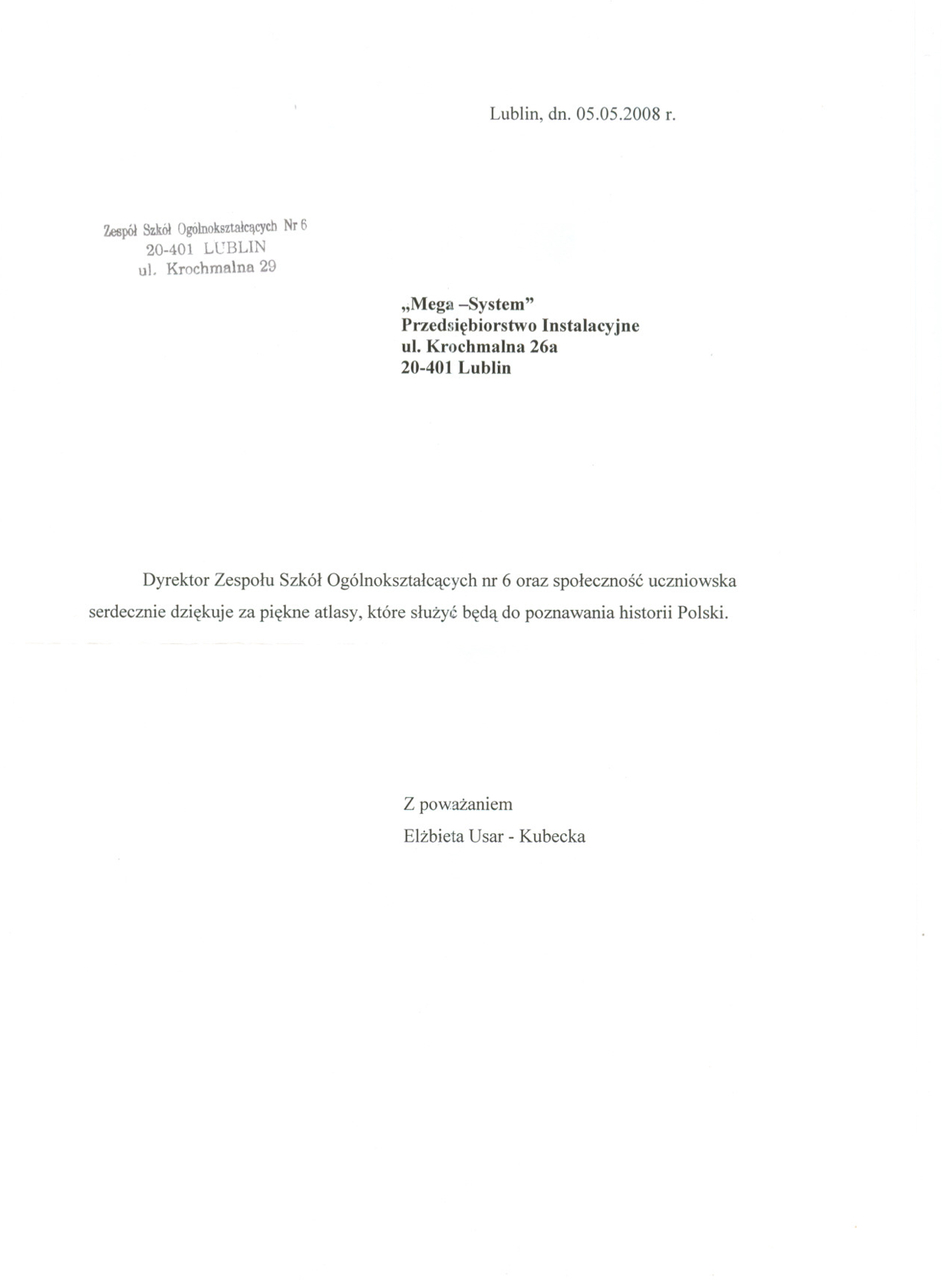 Lublin, dn. 05.05.2008 r.
Zespół Szkół Ogólnokształcących Nr 6
20-401 LUBLIN
ul. Krochmalna 29
„Mega –System”
Przedsiębiorstwo Instalacyjne
ul. Krochmalna 26a
20-401 Lublin
Dyrektor Zespołu Szkół Ogólnokształcących nr 6 oraz społeczność uczniowska
serdecznie dziękuje za piękne atlasy, które służyć będą do poznawania historii Polski.
Z poważaniem
Elżbieta Usar - Kubecka